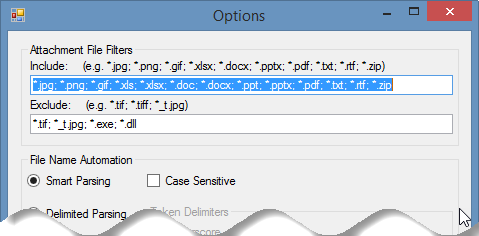 Options
Attachment File Filters
Include: (e.g. *.jpg; *.png; *.gif; *.xlsx; *.docx; *.pptx; *.pdf; *.txt; *.rtf; *.zip)
*.jpg; *.png; *.gif; *.xls; *.xlsx; *.doc; *.docx; *.ppt; *.pptx; *.pdf; *.txt; *.rtf; *.zip
Exclude: (e.g. *.tif; *.tiff; *_t.jpg)
*.tif; *_t.jpg; *.exe; *.dll
File Name Automation
Smart Parsing Case Sensitive
Delimited Parsing Token Delimiters